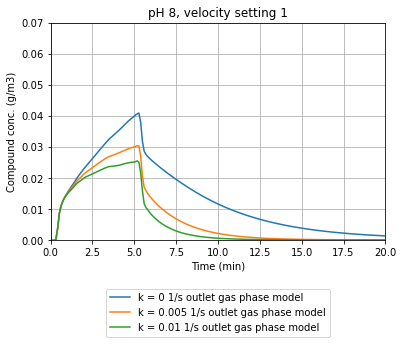 pH 8, velocity setting 1
0.07
0.06
0.05
0.04
0.03
0.02
0.01
0.00
Compound conc. (g/m3)
0.0 2.5 5.0 7.5 10.0 12.5 15.0 17.5 20.0
Time (min)
k = 0 1/s outlet gas phase model
k = 0.005 1/s outlet gas phase model
k = 0.01 1/s outlet gas phase model